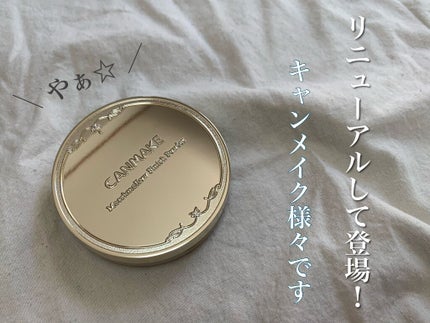 リニューアルして登場！
キャンメイク様々です
＼ やぁ☆ ／
CANMAKE
Marshmallow Finish Powder